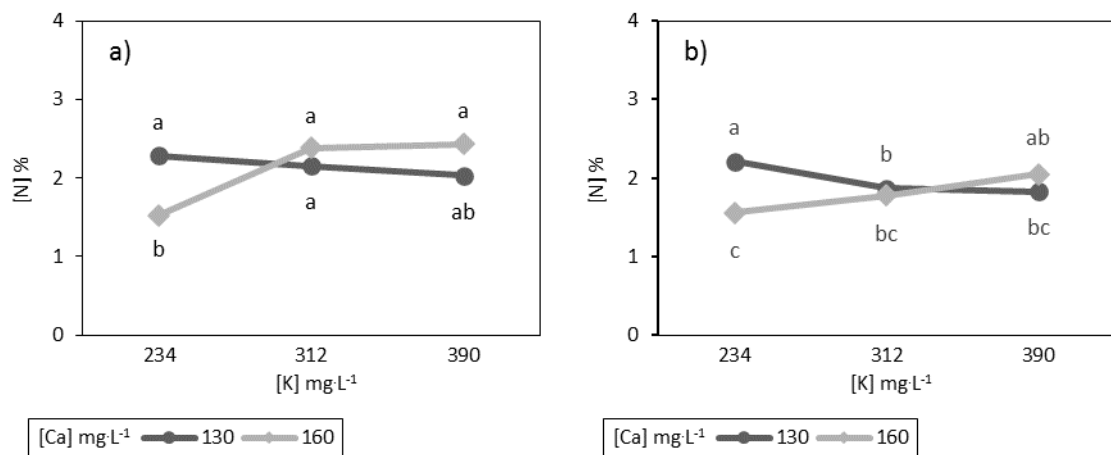 a)
4
3
2
1
0
[N] %
a
a
a
b
a
ab
234
312
390
[K] mg·L-1
[Ca] mg·L-1 130 160
b)
4
3
2
1
0
[N] %
a
b
ab
c
bc
bc
234
312
390
[K] mg·L-1
[Ca] mg·L-1 130 160